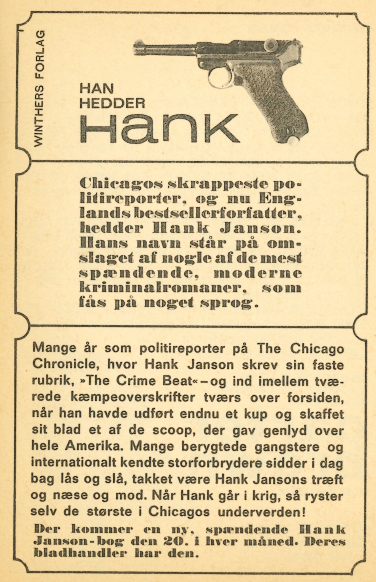 WINTHERS FORLAG
HAN
HEDDER
Hank
Chicagos skrappeste po-
litireporter, og nu Eng-
lands bestsellerforfatter,
hedder Hank Janson.
Hans navn står på om-
slaget af nogle af de mest
spændende, moderne
kriminalromaner, som
fås på noget sprog.
Mange år som politireporter på The Chicago
Chronicle, hvor Hank Janson skrev sin faste
rubrik, »The Crime Beat« – og ind imellem tvæ-
rede kæmpeoverskrifter tværs over forsiden,
når han havde udført endnu et kup og skaffet
sit blad et af de scoop, der gav genlyd over
hele Amerika. Mange berygtede gangstere og
internationalt kendte storforbrydere sidder i dag
bag lås og slå, takket være Hank Jansons træft
og næse og mod. Når Hank går i krig, så ryster
selv de største i Chicagos underverden!
Der kommer en ny, spændende Hank
Janson-bog den 20. i hver måned. Deres
bladhandler har den.